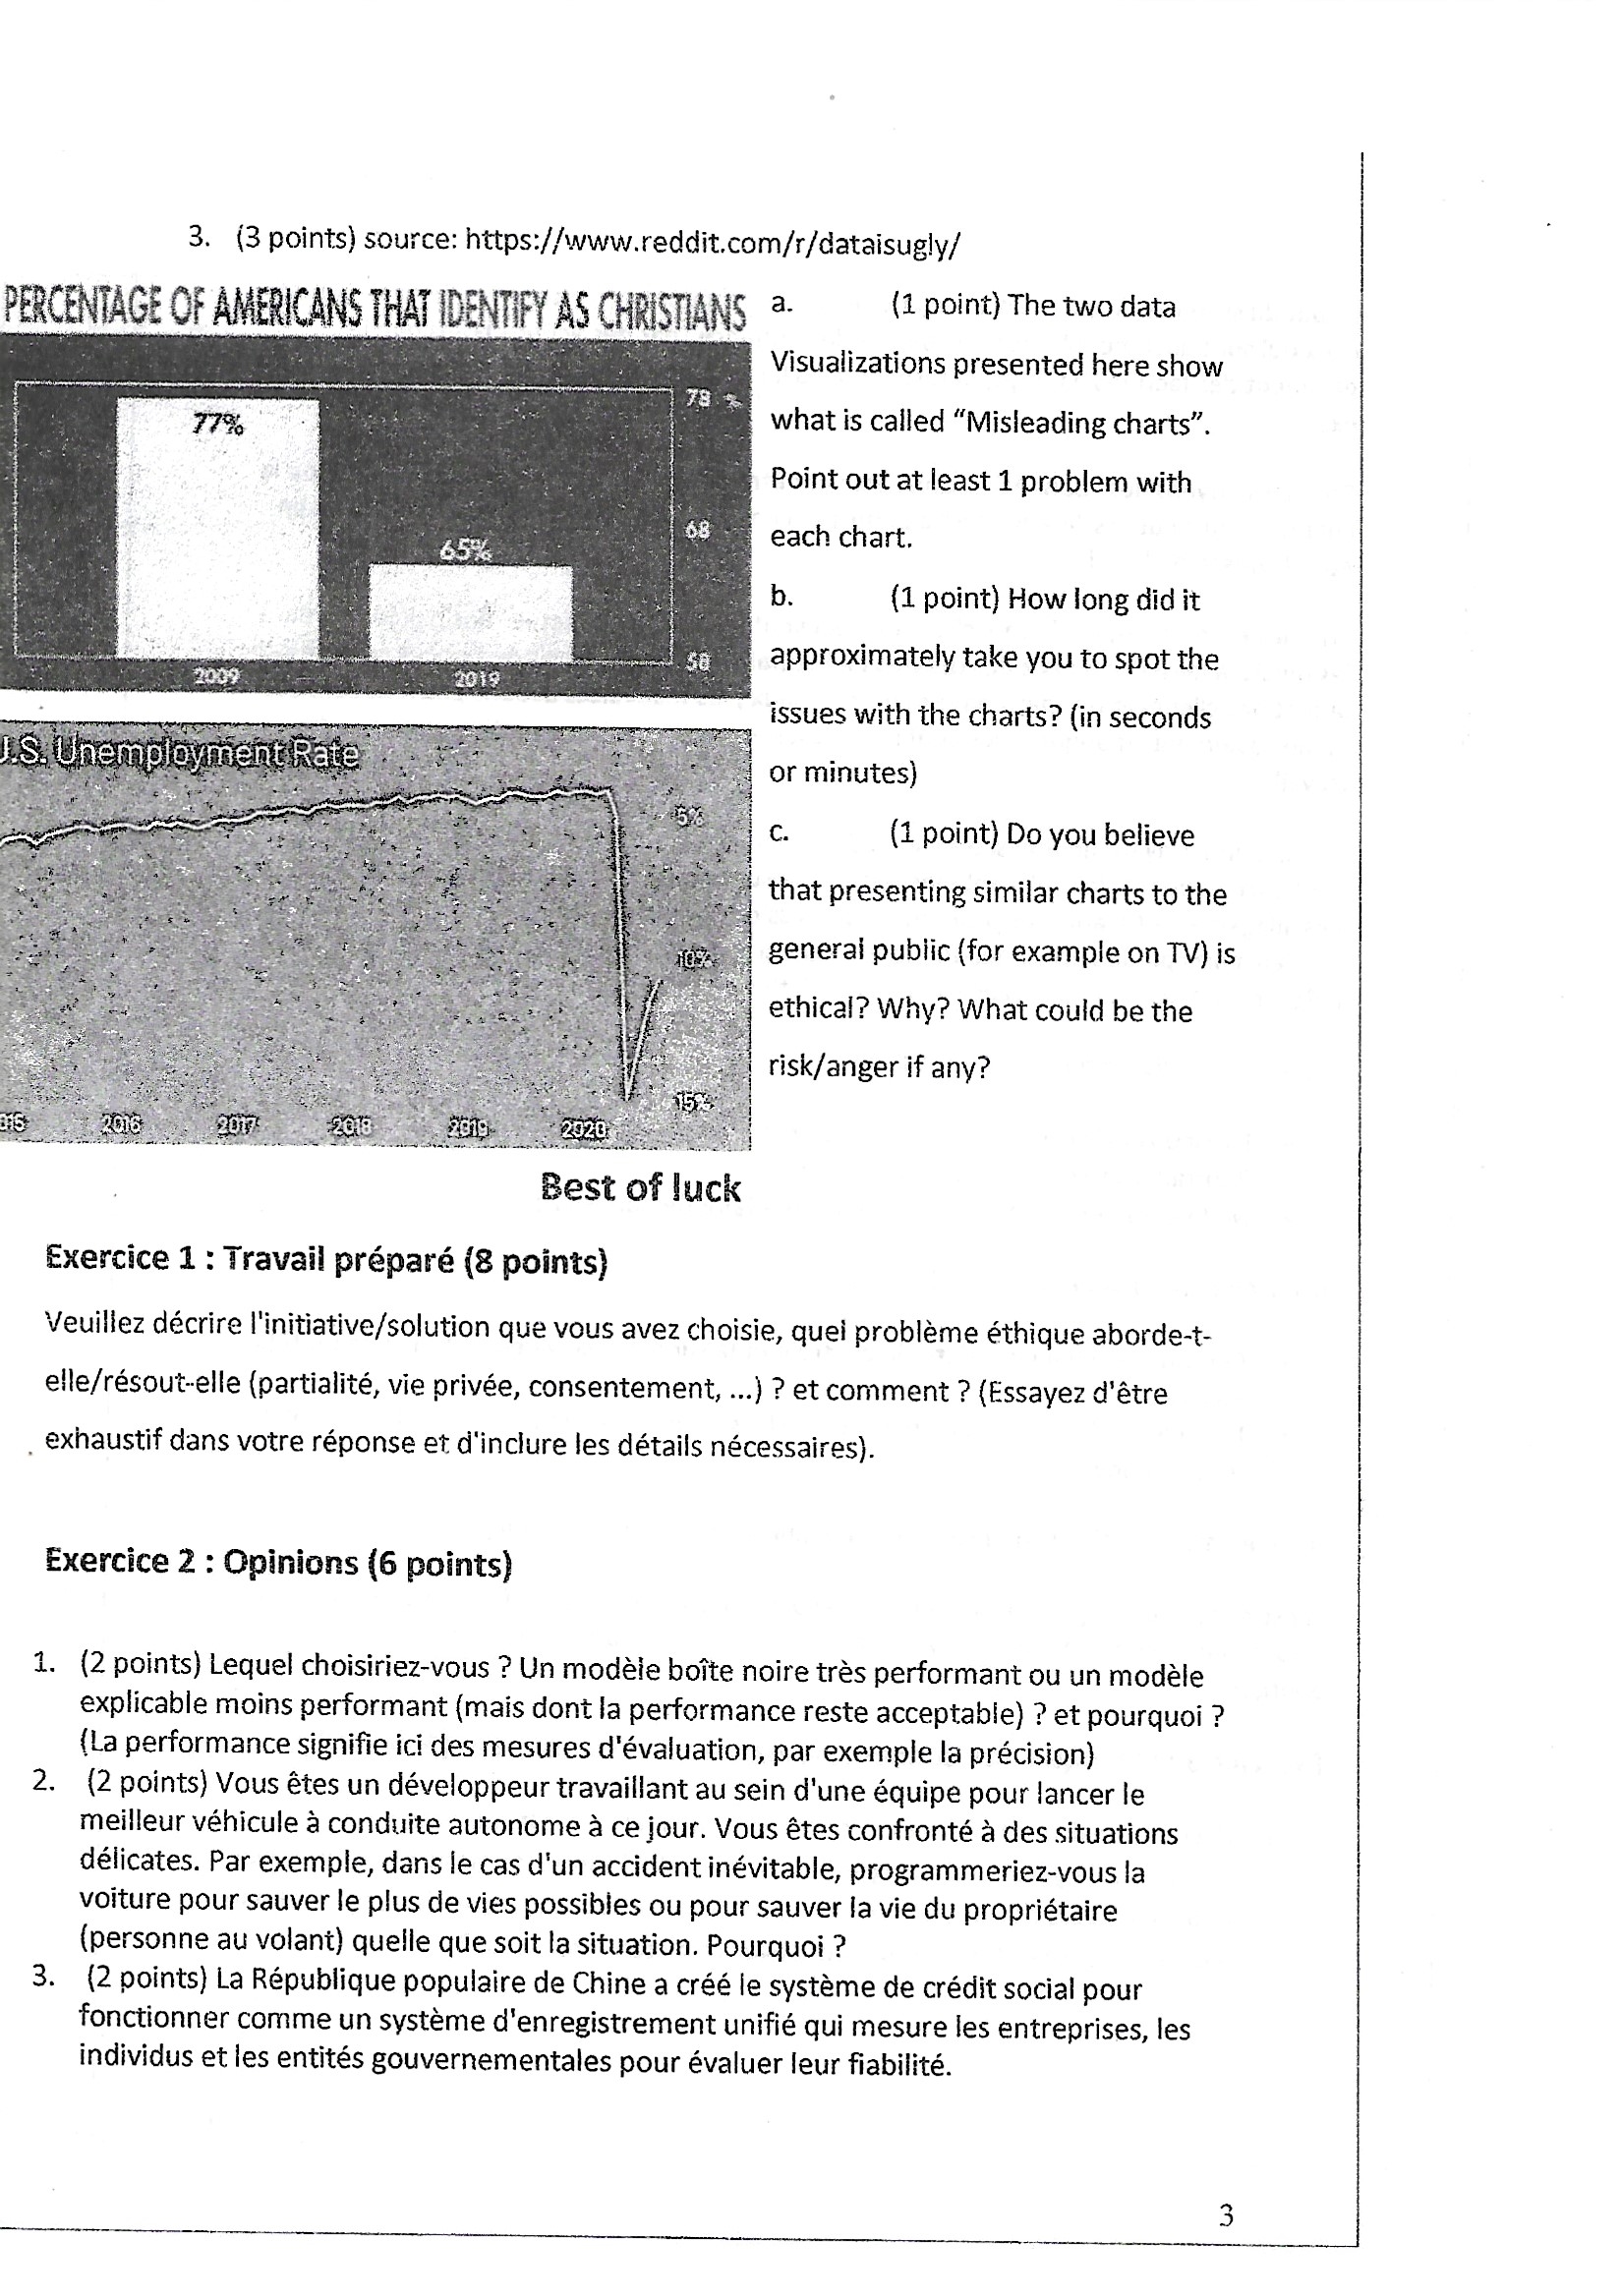 3. (3 points) source: https://www.reddit.com/r/dataisugly/
PERCENTAGE OF AMERICANS THAT IDENTIFY AS CHRISTIANS
77%
65%
78
68
58
2009
2019
U.S. Unemployment Rate
5%
10%
15%
2016
2017
2018
2019
2020
a. (1 point) The two data
Visualizations presented here show
what is called “Misleading charts”.
Point out at least 1 problem with
each chart.
b. (1 point) How long did it
approximately take you to spot the
issues with the charts? (in seconds
or minutes)
c. (1 point) Do you believe
that presenting similar charts to the
general public (for example on TV) is
ethical? Why? What could be the
risk/anger if any?
Best of luck
Exercice 1 : Travail préparé (8 points)
Veuillez décrire l'initiative/solution que vous avez choisie, quel problème éthique aborde-t-
elle/résout-elle (partialité, vie privée, consentement, ...) ? et comment ? (Essayez d'être
exhaustif dans votre réponse et d'inclure les détails nécessaires).
Exercice 2 : Opinions (6 points)
1. (2 points) Lequel choisiriez-vous ? Un modèle boîte noire très performant ou un modèle
explicable moins performant (mais dont la performance reste acceptable) ? et pourquoi ?
(La performance signifie ici des mesures d'évaluation, par exemple la précision)
2. (2 points) Vous êtes un développeur travaillant au sein d'une équipe pour lancer le
meilleur véhicule à conduite autonome à ce jour. Vous êtes confronté à des situations
délicates. Par exemple, dans le cas d'un accident inévitable, programmeriez-vous la
voiture pour sauver le plus de vies possibles ou pour sauver la vie du propriétaire
(personne au volant) quelle que soit la situation. Pourquoi ?
3. (2 points) La République populaire de Chine a créé le système de crédit social pour
fonctionner comme un système d'enregistrement unifié qui mesure les entreprises, les
individus et les entités gouvernementales pour évaluer leur fiabilité.
3